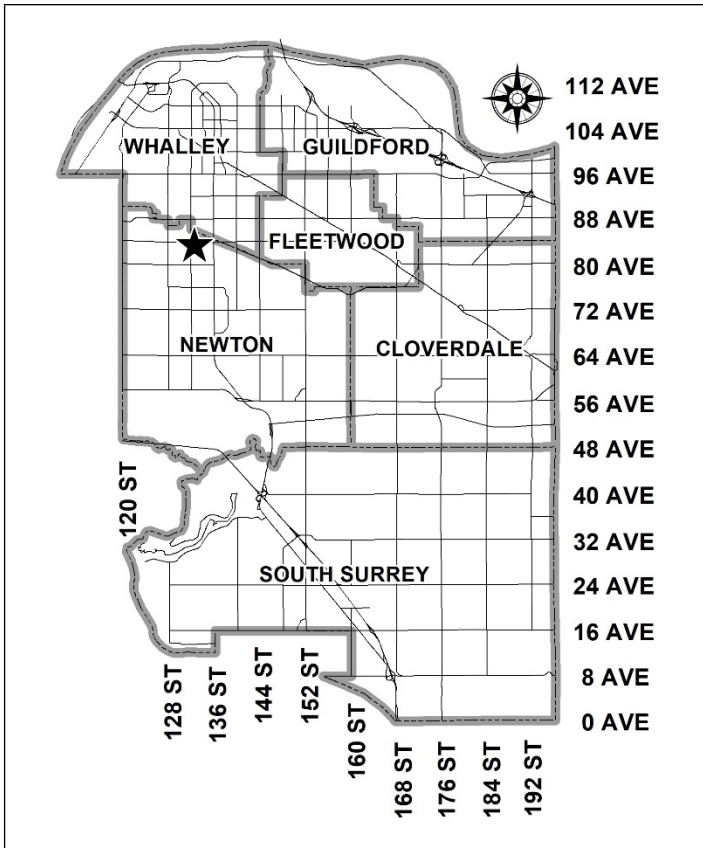 112 AVE
104 AVE
WHALLEY
GUILDFORD
96 AVE
88 AVE
FLEETWOOD
80 AVE
72 AVE
NEWTON
CLOVERDALE
64 AVE
56 AVE
48 AVE
120 ST
40 AVE
32 AVE
SOUTH SURREY
24 AVE
16 AVE
8 AVE
0 AVE
128 ST
136 ST
144 ST
152 ST
160 ST
168 ST
176 ST
184 ST
192 ST